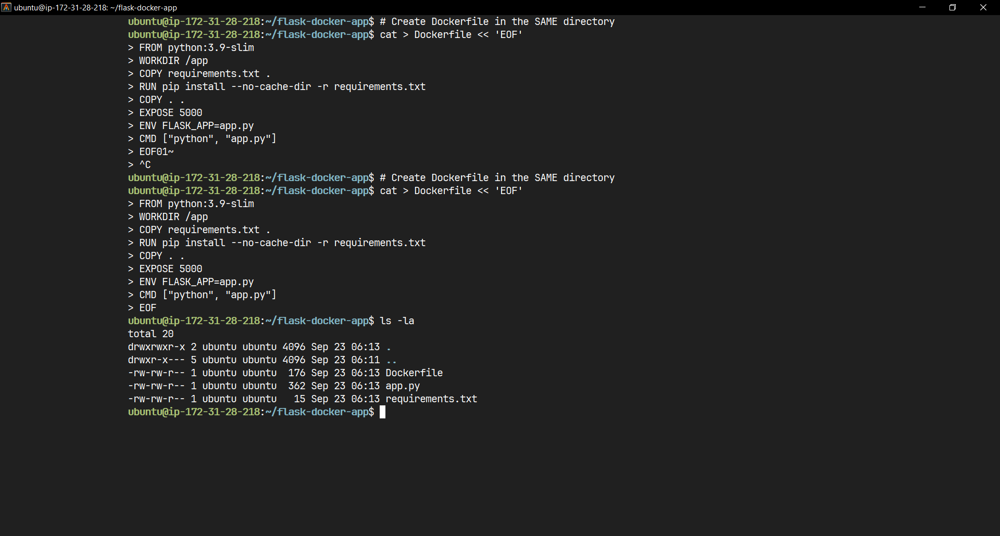 ubuntu@ip-172-31-28-218: ~/flask-docker-app
ubuntu@ip-172-31-28-218:~/flask-docker-app$ # Create Dockerfile in the SAME directory
ubuntu@ip-172-31-28-218:~/flask-docker-app$ cat > Dockerfile << 'EOF'
> FROM python:3.9-slim
> WORKDIR /app
> COPY requirements.txt .
> RUN pip install --no-cache-dir -r requirements.txt
> COPY . .
> EXPOSE 5000
> ENV FLASK_APP=app.py
> CMD ["python", "app.py"]
> EOF01~
> ^C
ubuntu@ip-172-31-28-218:~/flask-docker-app$ # Create Dockerfile in the SAME directory
ubuntu@ip-172-31-28-218:~/flask-docker-app$ cat > Dockerfile << 'EOF'
> FROM python:3.9-slim
> WORKDIR /app
> COPY requirements.txt .
> RUN pip install --no-cache-dir -r requirements.txt
> COPY . .
> EXPOSE 5000
> ENV FLASK_APP=app.py
> CMD ["python", "app.py"]
> EOF
ubuntu@ip-172-31-28-218:~/flask-docker-app$ ls -la
total 20
drwxrwxr-x 2 ubuntu ubuntu 4096 Sep 23 06:13 .
drwxr-x--- 5 ubuntu ubuntu 4096 Sep 23 06:11 ..
-rw-rw-r-- 1 ubuntu ubuntu  176 Sep 23 06:13 Dockerfile
-rw-rw-r-- 1 ubuntu ubuntu  362 Sep 23 06:13 app.py
-rw-rw-r-- 1 ubuntu ubuntu   15 Sep 23 06:13 requirements.txt
ubuntu@ip-172-31-28-218:~/flask-docker-app$